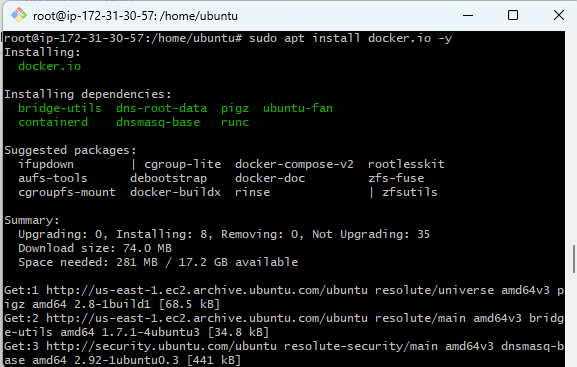 root@ip-172-31-30-57: /home/ubuntu
root@ip-172-31-30-57:/home/ubuntu# sudo apt install docker.io -y
Installing:
  docker.io

Installing dependencies:
  bridge-utils  dns-root-data  pigz  ubuntu-fan
  containerd    dnsmasq-base   runc

Suggested packages:
  ifupdown        | cgroup-lite  docker-compose-v2  rootlesskit
  aufs-tools      debootstrap    docker-doc         zfs-fuse
  cgroupfs-mount  docker-buildx  rinse              | zfsutils

Summary:
  Upgrading: 0, Installing: 8, Removing: 0, Not Upgrading: 35
  Download size: 74.0 MB
  Space needed: 281 MB / 17.2 GB available

Get:1 http://us-east-1.ec2.archive.ubuntu.com/ubuntu resolute/universe amd64v3 p
igz amd64 2.8-1build1 [68.5 kB]
Get:2 http://us-east-1.ec2.archive.ubuntu.com/ubuntu resolute/main amd64v3 bridg
e-utils amd64 1.7.1-4ubuntu3 [34.8 kB]
Get:3 http://security.ubuntu.com/ubuntu resolute-security/main amd64v3 dnsmasq-b
ase amd64 2.92-1ubuntu0.3 [441 kB]